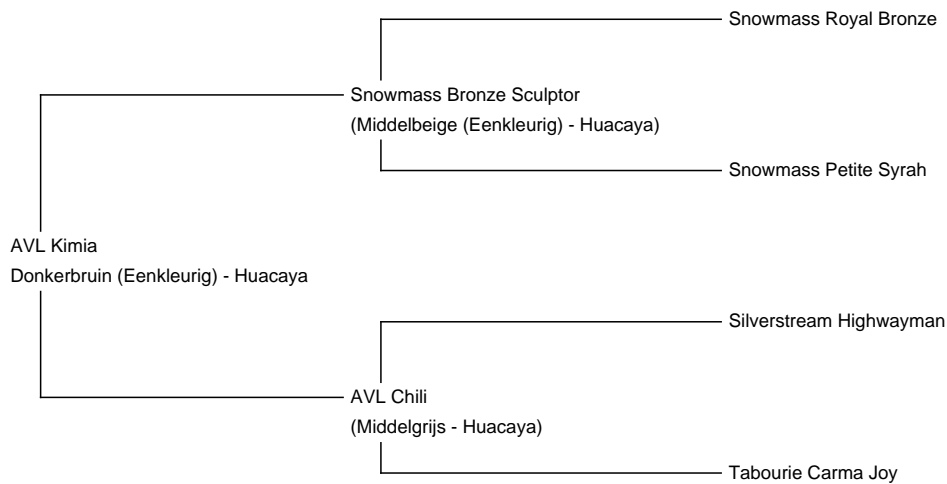 Snowmass Royal Bronze
Snowmass Bronze Sculptor
(Middelbeige (Eenkleurig) - Huacaya)
Snowmass Petite Syrah
AVL Kimia
Donkerbruin (Eenkleurig) - Huacaya
Silverstream Highwayman
AVL Chili
(Middelgrijs - Huacaya)
Tabourie Carma Joy